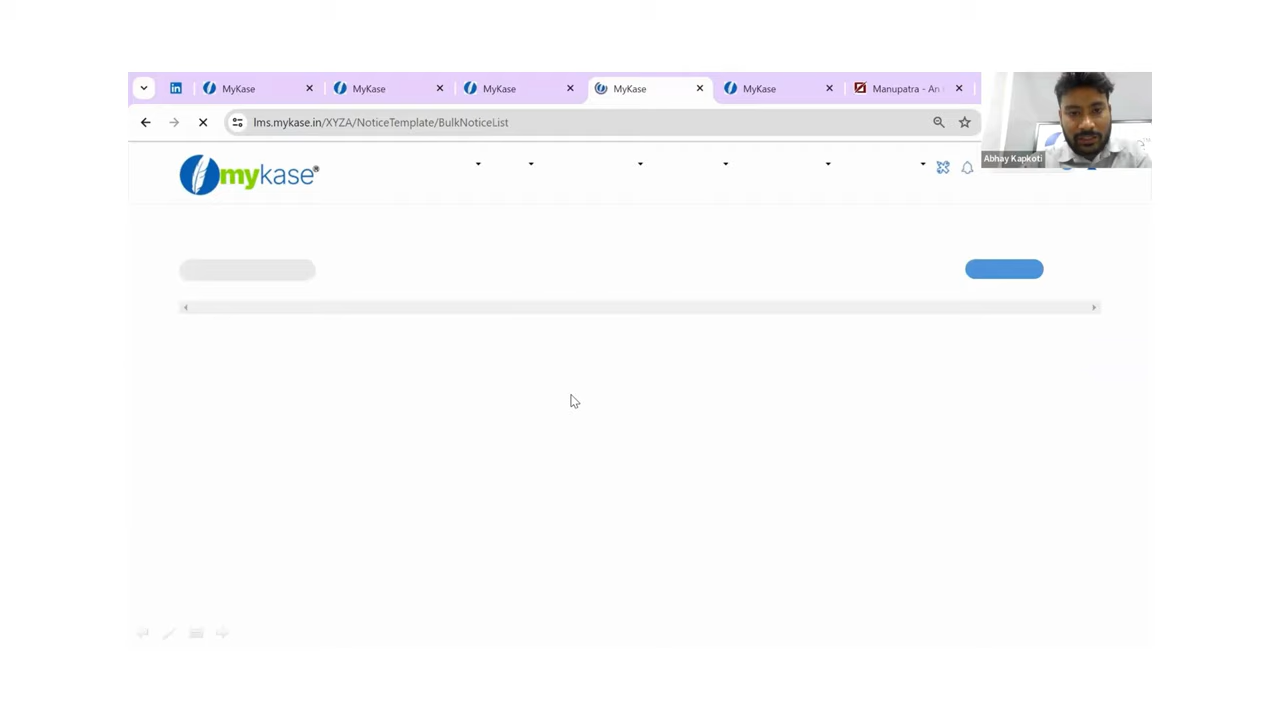 MyKase
MyKase
MyKase
MyKase
MyKase
Manupatra - An
lms.mykase.in/XYZA/NoticeTemplate/BulkNoticeList
mykase®
Abhay Kapkoti